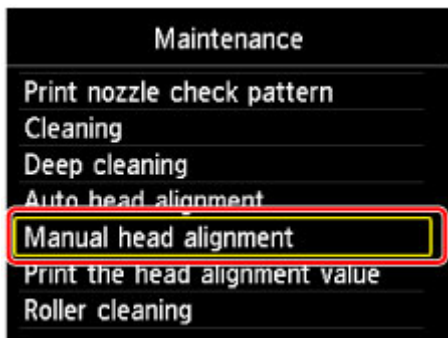 Maintenance
Print nozzle check pattern
Cleaning
Deep cleaning
Auto head alignment
Manual head alignment
Print the head alignment value
Roller cleaning